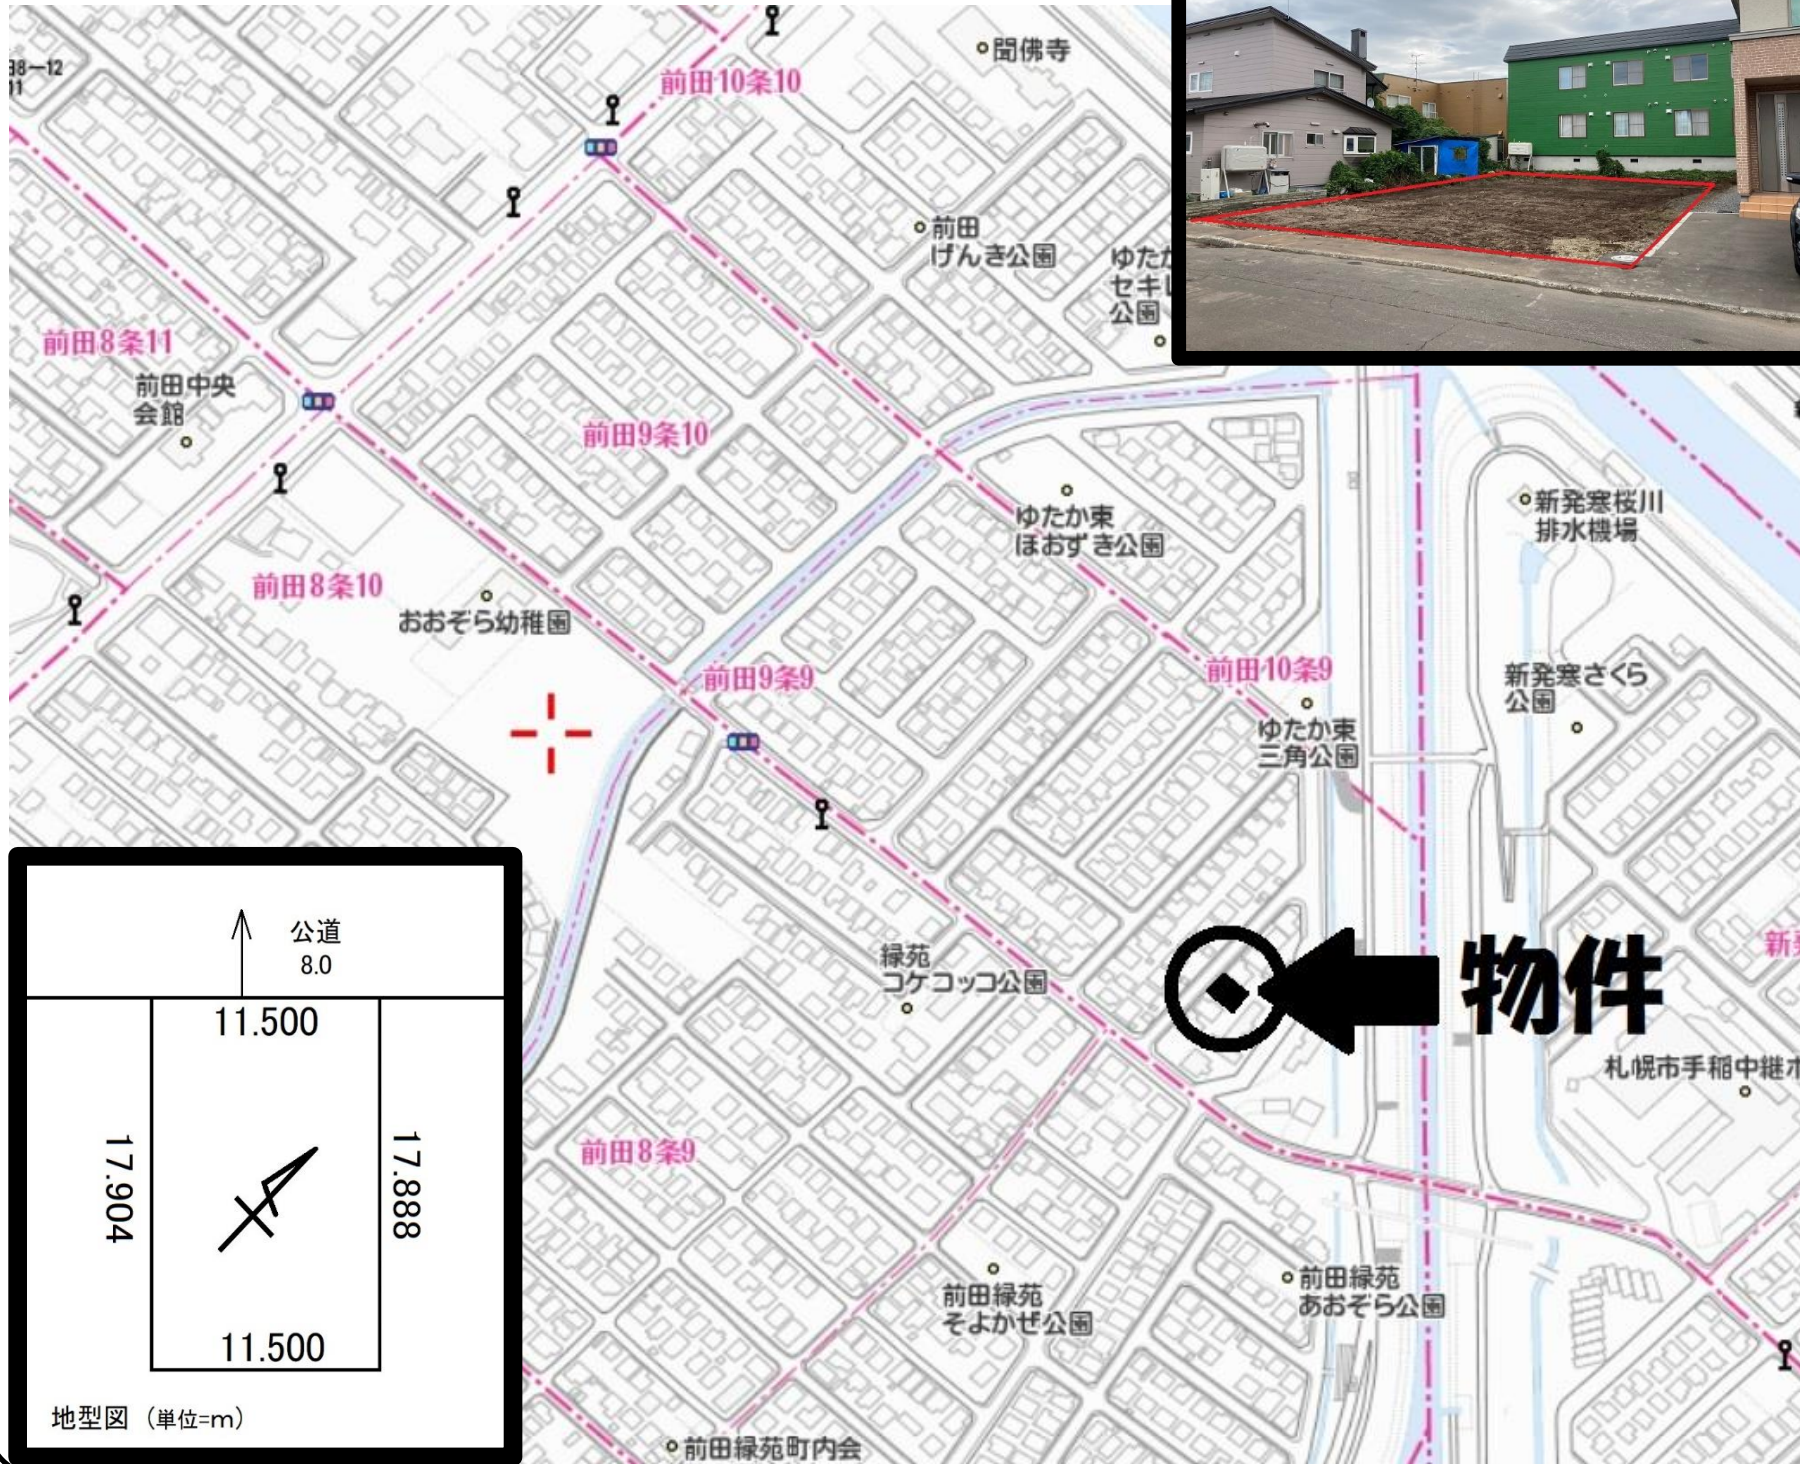 聞佛寺
前田10条10
前田
げんき公園
公園
前田8条11
前田中央
会館
前田9条10
ゆたか東
ほおずき公園
新発寒桜川
排水機場
前田8条10
おおぞら幼稚園
前田9条9
前田10条9
ゆたか東
三角公園
新発寒さくら
公園
緑苑
コケコッコ公園
物件
札幌市手稲中継
前田8条9
前田緑苑
そよかぜ公園
前田緑苑
あおぞら公園
前田緑苑町内会
公道
8.0
11.500
17.904
17.888
11.500
地型図（単位=m）